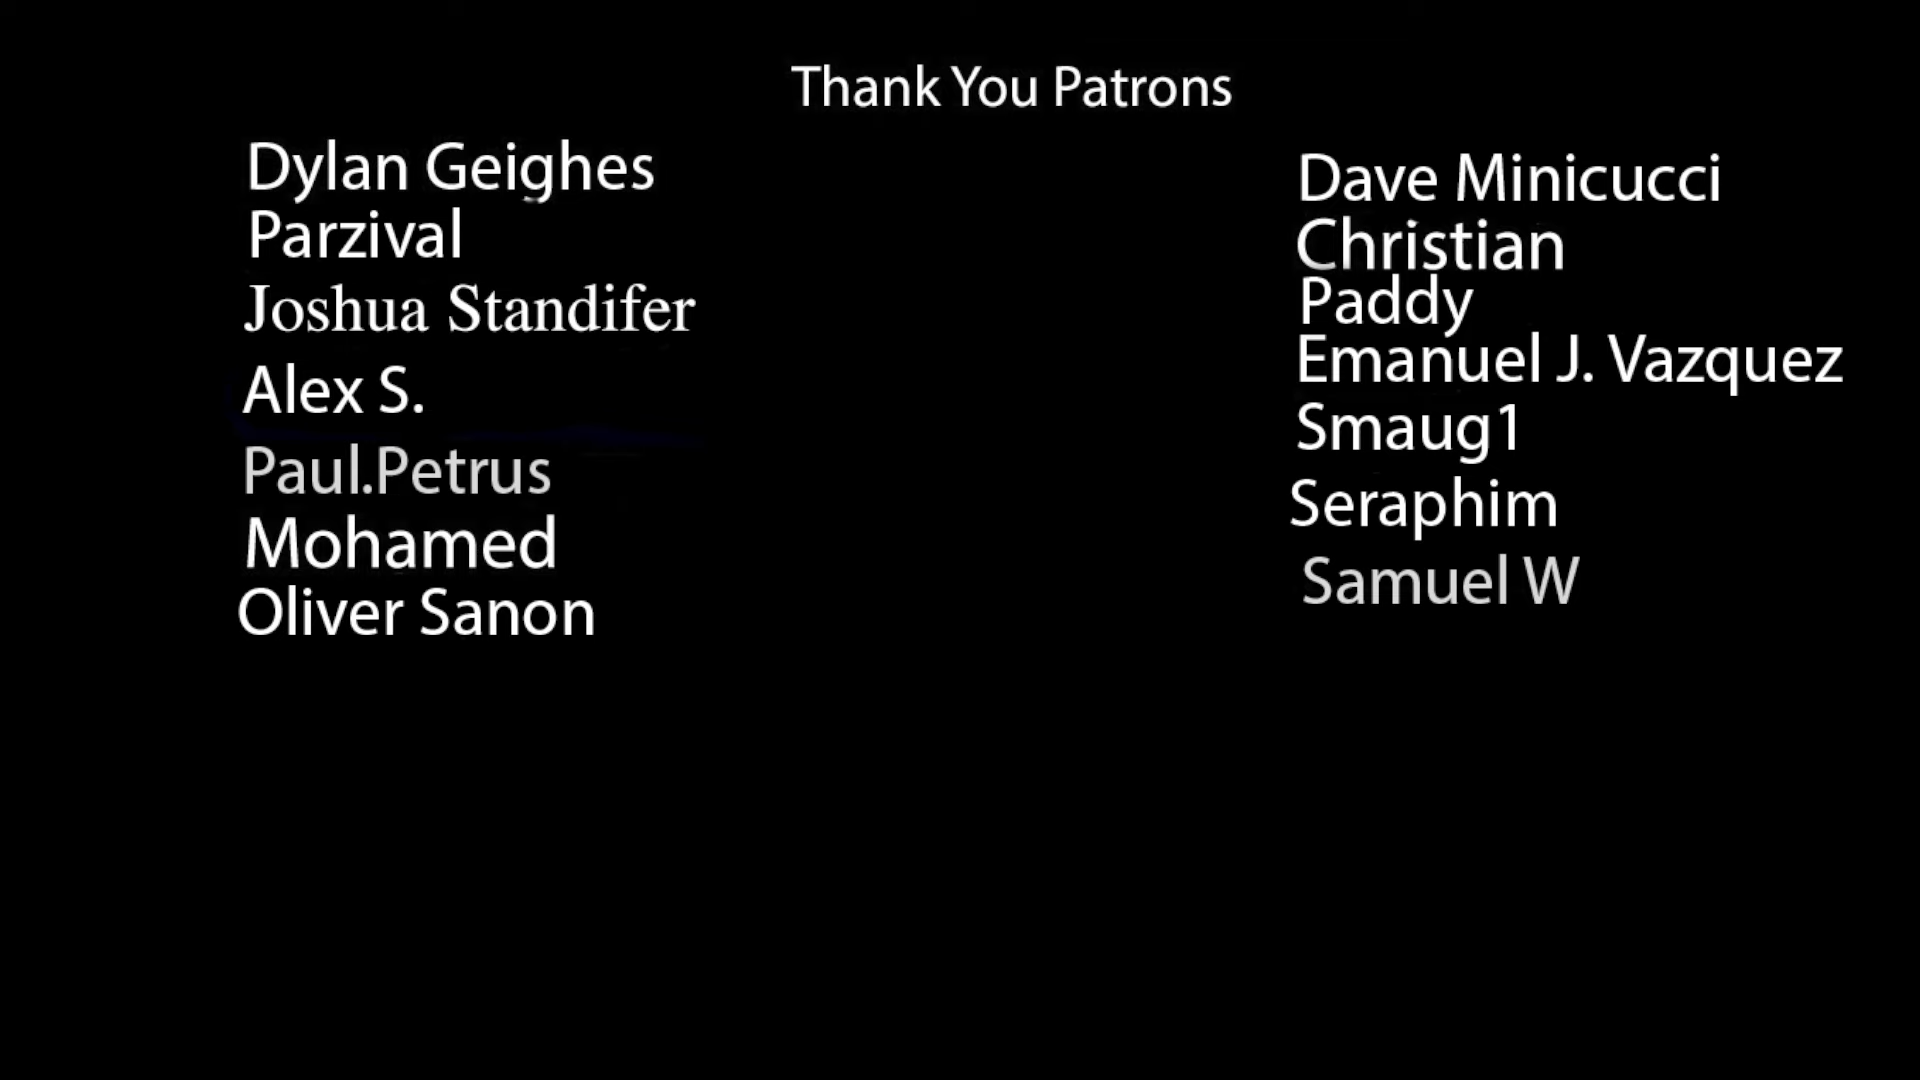 Thank You Patrons
Dylan Geighes
Parzival
Joshua Standifer
Alex S.
Paul.Petrus
Mohamed
Oliver Sanon
Dave Minicucci
Christian
Paddy
Emanuel J. Vazquez
Smaug1
Seraphim
Samuel W